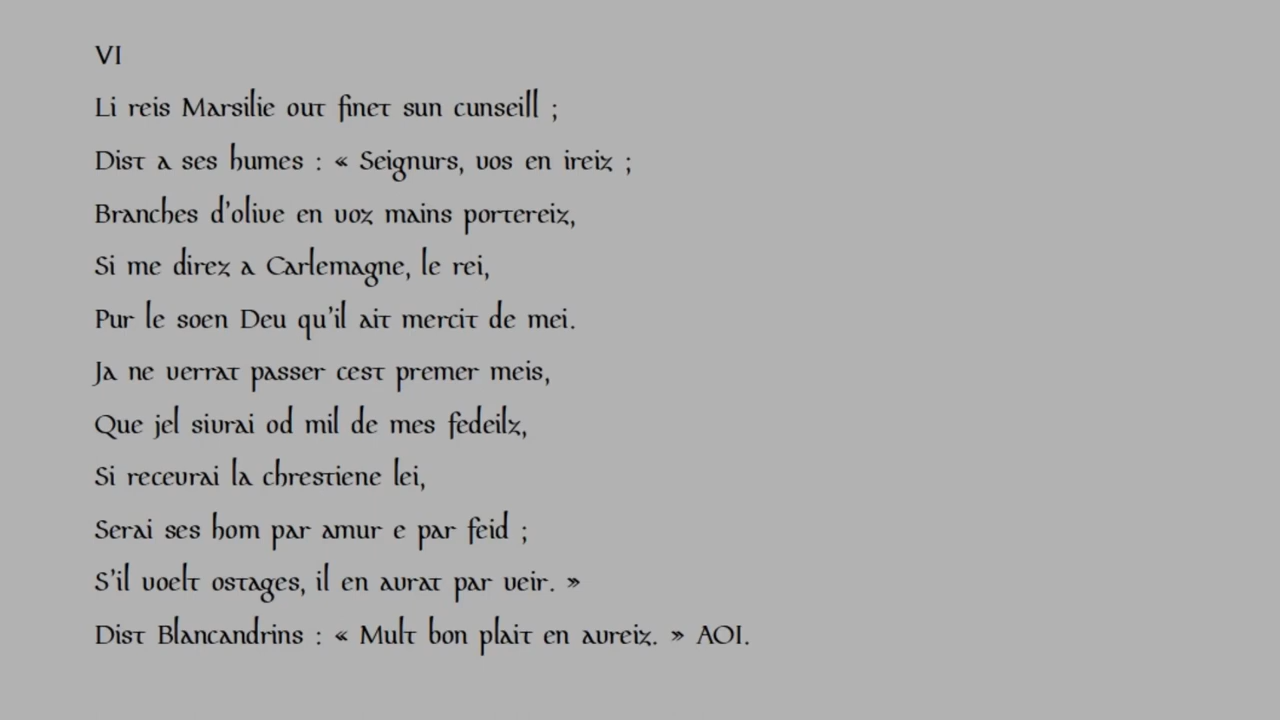 VI
Li reis Marsilie out finet sun cunseill ;
Dist a ses humes : « Seignurs, vos en ireiz ;
Branches d'olive en voz mains portereiz,
Si me direz a Carlemagne, le rei,
Pur le soen Deu qu'il ait mercit de mei.
Ja ne verrat passer cest premer meis,
Que jel sivrai od mil de mes fedeilz,
Si recevrai la chrestiene lei,
Serai ses hom par amur e par feid ;
S'il voelt ostages, il en avrat par veir. »
Dist Blancandrins : « Mult bon plait en avreiz. » AOI.